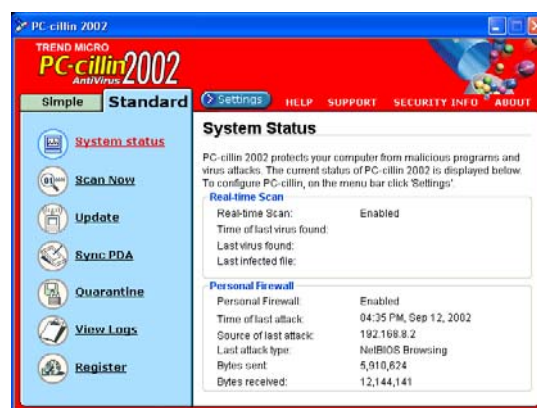 PC-cillin 2002
TREND MICRO
PC-cillin 2002
AntiVirus
Simple
Standard
Settings
HELP
SUPPORT
SECURITY INFO
ABOUT
System status
Scan Now
Update
Sync PDA
Quarantine
View Logs
Register
System Status
PC-cillin 2002 protects your computer from malicious programs and
virus attacks. The current status of PC-cillin 2002 is displayed below.
To configure PC-cillin, on the menu bar click 'Settings'.
Real-time Scan
Real-time Scan: Enabled
Time of last virus found:
Last virus found:
Last infected file:
Personal Firewall
Personal Firewall: Enabled
Time of last attack: 04:35 PM, Sep 12, 2002
Source of last attack: 192.168.8.2
Last attack type: NetBIOS Browsing
Bytes sent: 5,910,624
Bytes received: 12,144,141